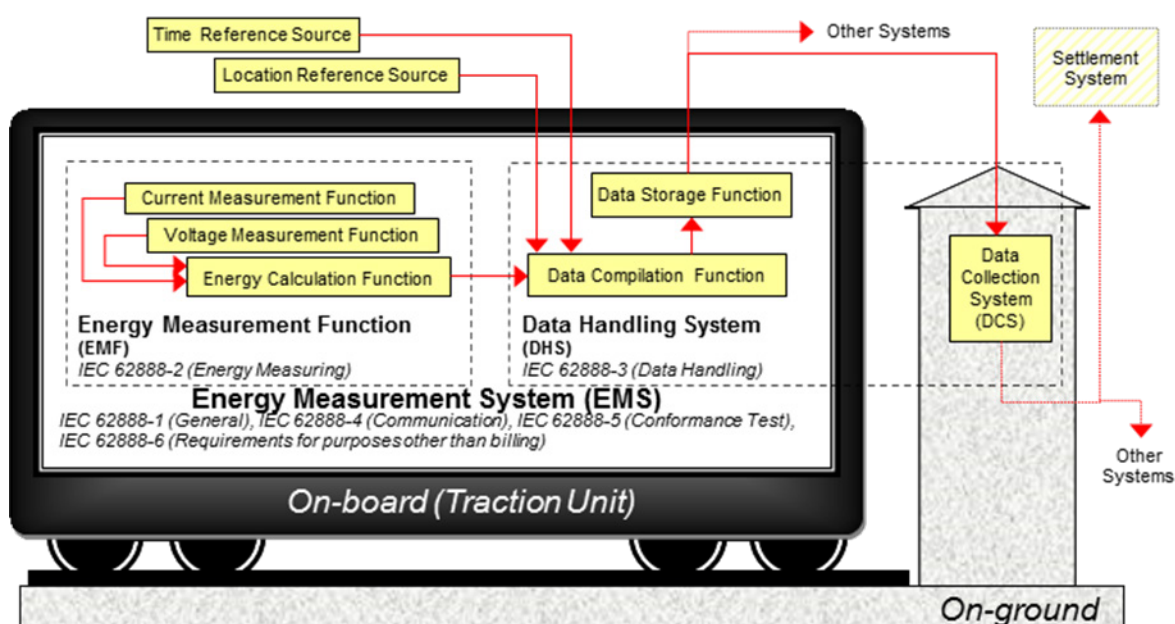 Time Reference Source
Location Reference Source
Other Systems
Settlement
System
Current Measurement Function
Voltage Measurement Function
Energy Calculation Function
Energy Measurement Function
(EMF)
IEC 62888-2 (Energy Measuring)
Data Storage Function
Data Compilation Function
Data Handling System
(DHS)
IEC 62888-3 (Data Handling)
Data
Collection
System
(DCS)
Energy Measurement System (EMS)
IEC 62888-1 (General), IEC 62888-4 (Communication), IEC 62888-5 (Conformance Test),
IEC 62888-6 (Requirements for purposes other than billing)
Other
Systems
On-board (Traction Unit)
On-ground